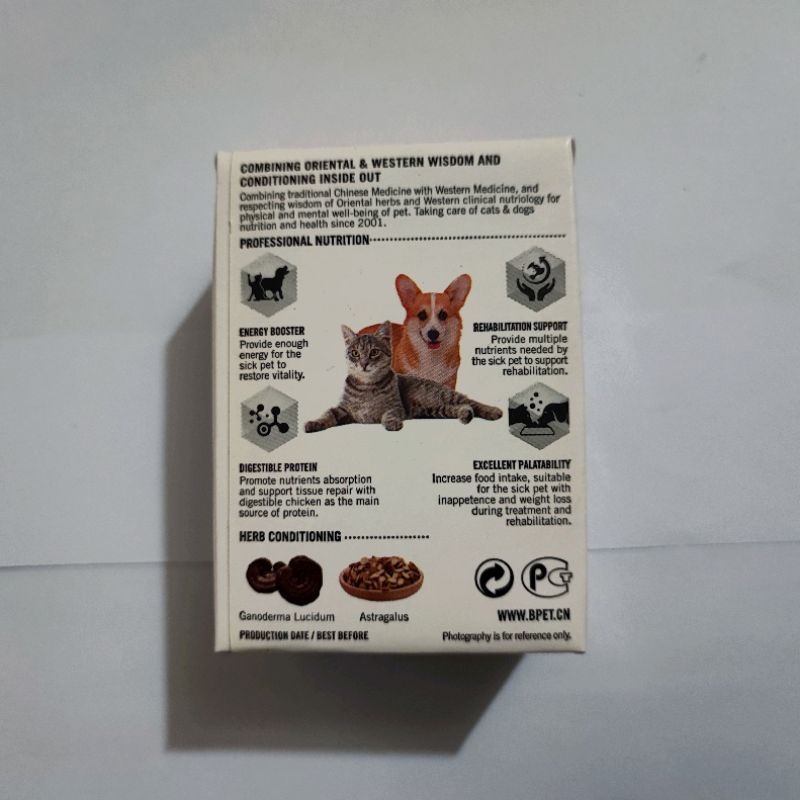 COMBINING ORIENTAL & WESTERN WISDOM AND
CONDITIONING INSIDE OUT
Combining traditional Chinese Medicine with Western Medicine, and
respecting wisdom of Oriental herbs and Western clinical nutriology for
physical and mental well-being of pet. Taking care of cats & dogs
nutrition and health since 2001.
PROFESSIONAL NUTRITION
ENERGY BOOSTER
Provide enough
energy for the
sick pet to
restore vitality.
REHABILITATION SUPPORT
Provide multiple
nutrients needed by
the sick pet to support
rehabilitation.
DIGESTIBLE PROTEIN
Promote nutrients absorption
and support tissue repair with
digestible chicken as the main
source of protein.
EXCELLENT PALATABILITY
Increase food intake, suitable
for the sick pet with
inappetence and weight loss
during treatment and
rehabilitation.
HERB CONDITIONING
Ganoderma Lucidum
Astragalus
WWW.BPET.CN
PRODUCTION DATE / BEST BEFORE
Photography is for reference only.